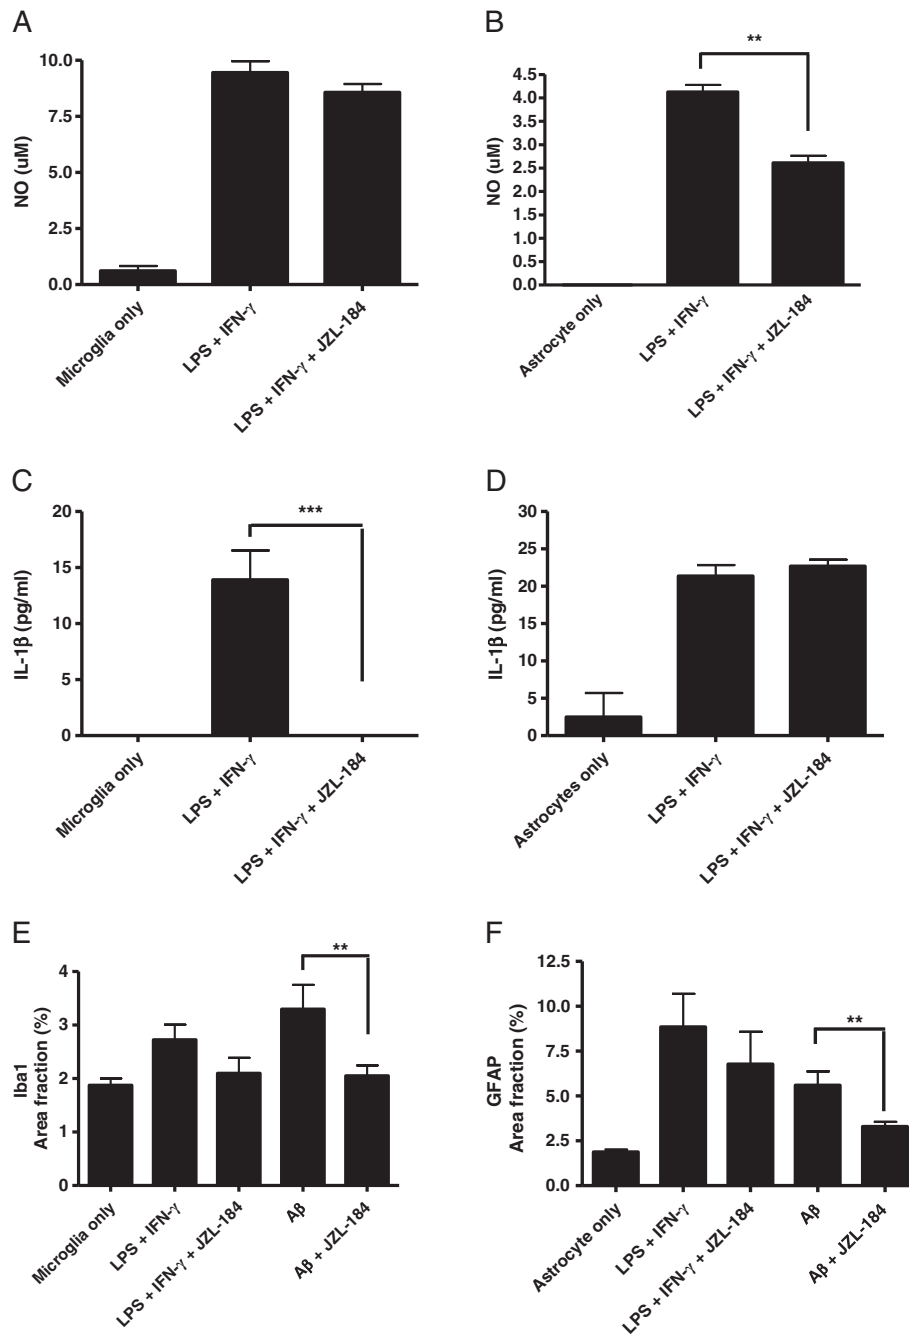 A
NO (uM)
10.0
7.5
5.0
2.5
0.0
Microglia only
LPS + IFN-γ
LPS + IFN-γ + JZL-184
B
**
NO (uM)
4.5
4.0
3.5
3.0
2.5
2.0
1.5
1.0
0.5
0.0
Astrocyte only
LPS + IFN-γ
LPS + IFN-γ + JZL-184
C
***
IL-1β (pg/ml)
20
15
10
5
0
Microglia only
LPS + IFN-γ
LPS + IFN-γ + JZL-184
D
IL-1β (pg/ml)
30
25
20
15
10
5
0
Astrocytes only
LPS + IFN-γ
LPS + IFN-γ + JZL-184
E
**
Iba1
Area fraction (%)
4
3
2
1
0
Microglia only
LPS + IFN-γ
LPS + IFN-γ + JZL-184
Aβ
Aβ + JZL-184
F
**
GFAP
Area fraction (%)
12.5
10.0
7.5
5.0
2.5
0.0
Astrocyte only
LPS + IFN-γ
LPS + IFN-γ + JZL-184
Aβ
Aβ + JZL-184